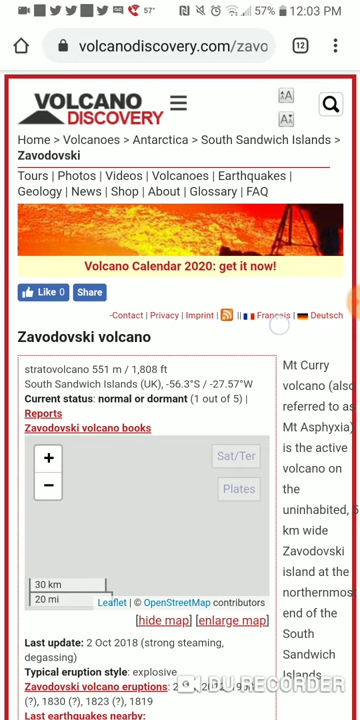 57°
57% 12:03 PM
volcanodiscovery.com/zavo
12
VOLCANO
DISCOVERY
Home > Volcanoes > Antarctica > South Sandwich Islands >
Zavodovski
Tours | Photos | Videos | Volcanoes | Earthquakes |
Geology | News | Shop | About | Glossary | FAQ
Volcano Calendar 2020: get it now!
Like 0 Share
-Contact | Privacy | Imprint | || Français | Deutsch
Zavodovski volcano
stratovolcano 551 m / 1,808 ft
South Sandwich Islands (UK), -56.3°S / -27.57°W
Current status: normal or dormant (1 out of 5) |
Reports
Zavodovski volcano books
+
−
Sat/Ter
Plates
30 km
20 mi
Leaflet | © OpenStreetMap contributors
[hide map] [enlarge map]
Last update: 2 Oct 2018 (strong steaming,
degassing)
Typical eruption style: explosive
Zavodovski volcano eruptions:
(?), 1830 (?), 1823 (?), 1819
Last earthquakes nearby:
Mt Curry
volcano (also
referred to as
Mt Asphyxia)
is the active
volcano on
the
uninhabited, 5
km wide
Zavodovski
island at the
northernmost
end of the
South
Sandwich
Islands
DU RECORDER